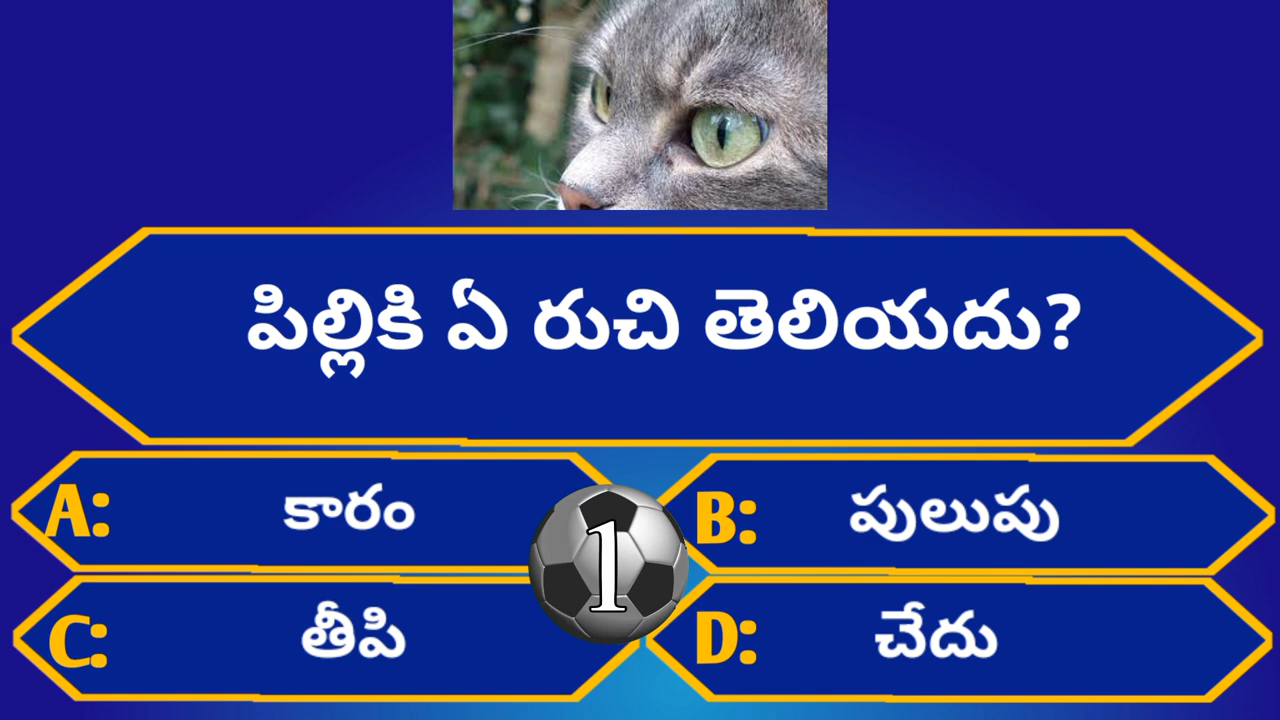 పిల్లికి ఏ రుచి తెలియదు?
A: కారం
B: పులుపు
1
C: తీపి
D: చేదు